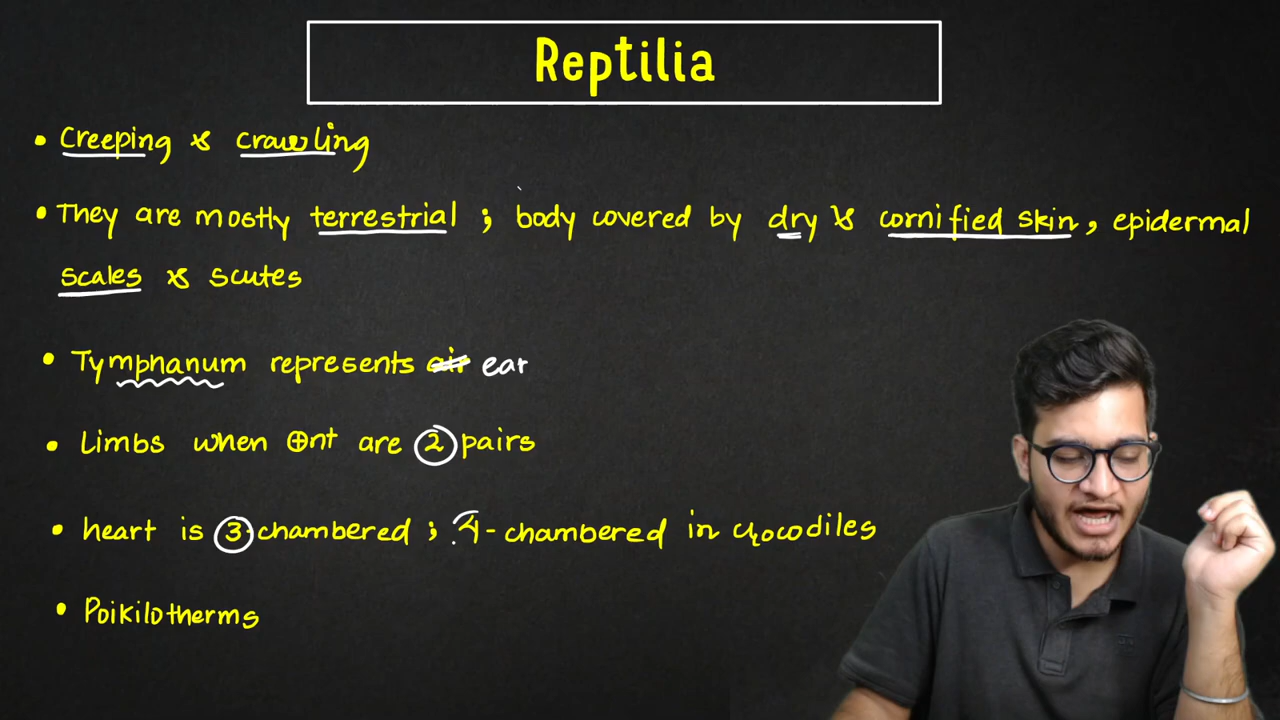 Reptilia
• Creeping & crawling
• They are mostly terrestrial ; body covered by dry & cornified skin, epidermal
scales & scutes
• Tymphanum represents ~~air~~ ear
• Limbs when ⊕nt are 2 pairs
• heart is 3-chambered ; 4-chambered in crocodiles
• Poikilotherms